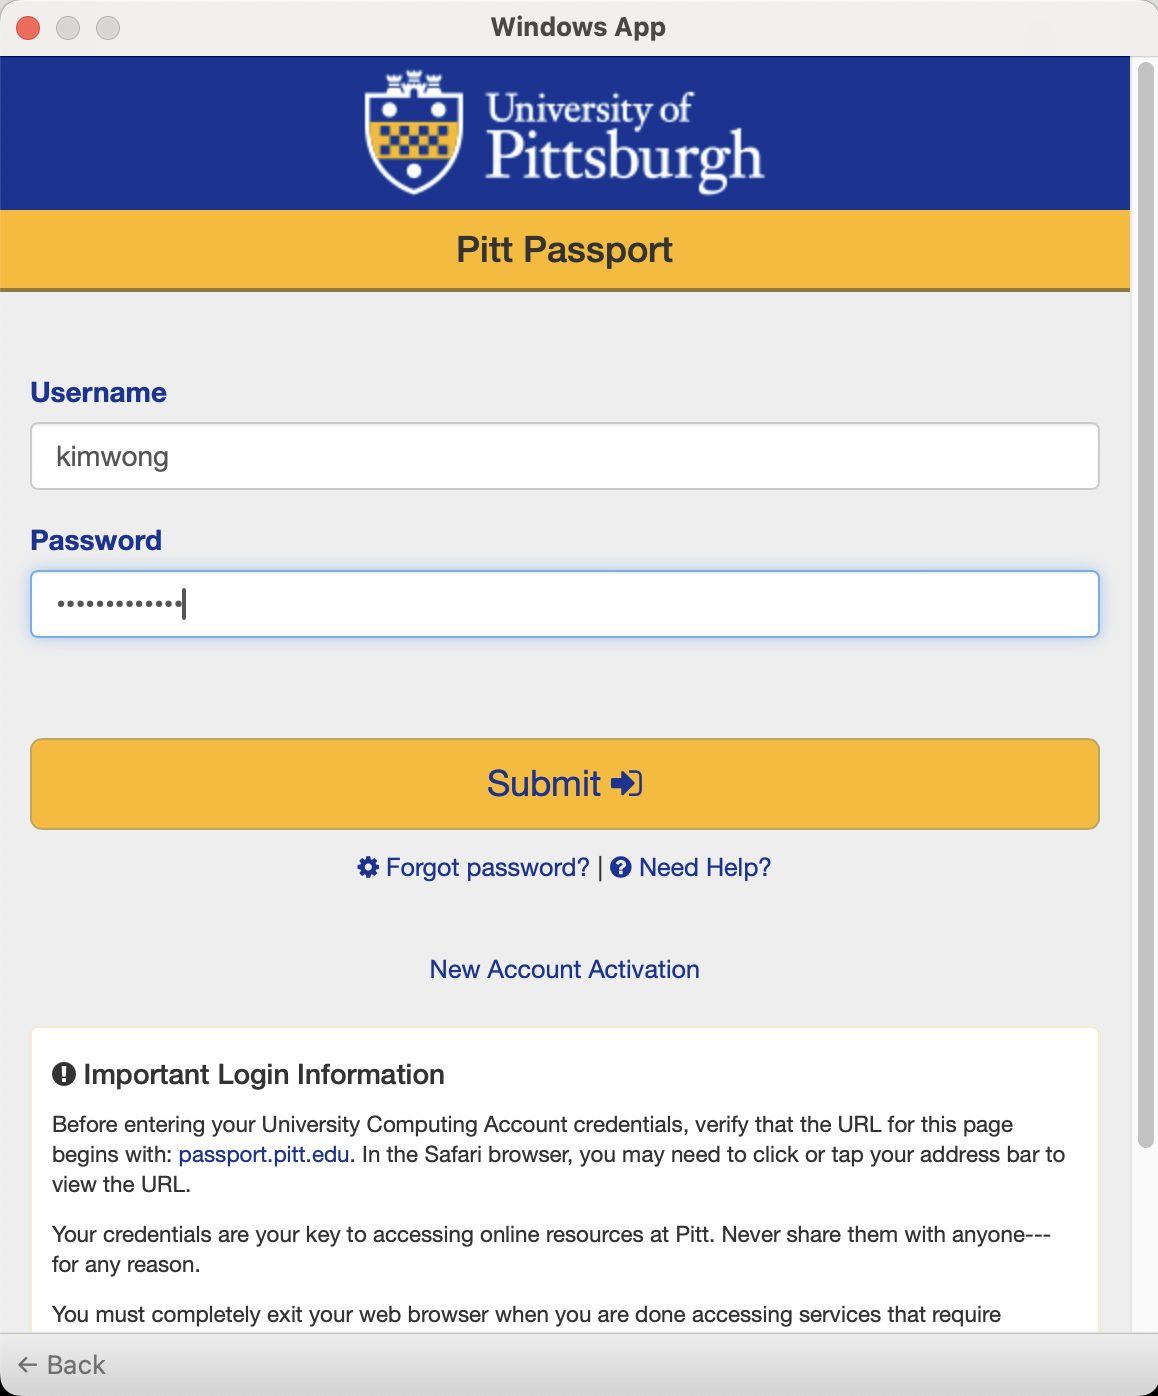 Windows App
University of
Pittsburgh
Pitt Passport
Username
kimwong
Password
•••••••••••••
Submit
Forgot password? | Need Help?
New Account Activation
Important Login Information
Before entering your University Computing Account credentials, verify that the URL for this page
begins with: passport.pitt.edu. In the Safari browser, you may need to click or tap your address bar to
view the URL.
Your credentials are your key to accessing online resources at Pitt. Never share them with anyone---
for any reason.
You must completely exit your web browser when you are done accessing services that require
← Back